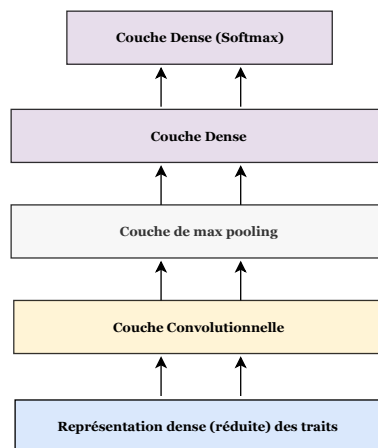 Couche Dense (Softmax)
Couche Dense
Couche de max pooling
Couche Convolutionnelle
Représentation dense (réduite) des traits